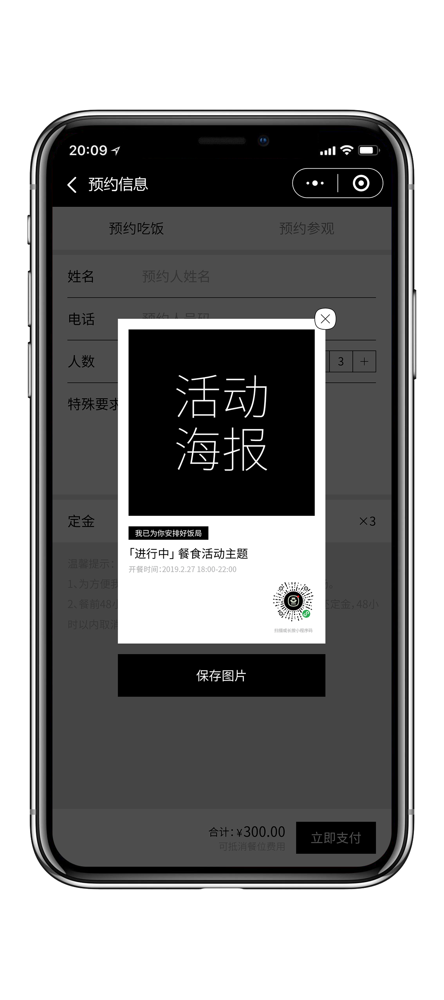 20:09
预约信息
预约吃饭
预约参观
姓名
预约人姓名
电话
预约人号码
人数
3
+
特殊要求
活动
海报
定金
×3
我已为你安排好饭局
「进行中」餐食活动主题
开餐时间：2019.2.27 18:00-22:00
温馨提示：
1、为方便我
。
2、餐前48小
还定金，48小
时以内取消
扫描或长按小程序码
保存图片
合计：¥300.00
可抵消餐位费用
立即支付